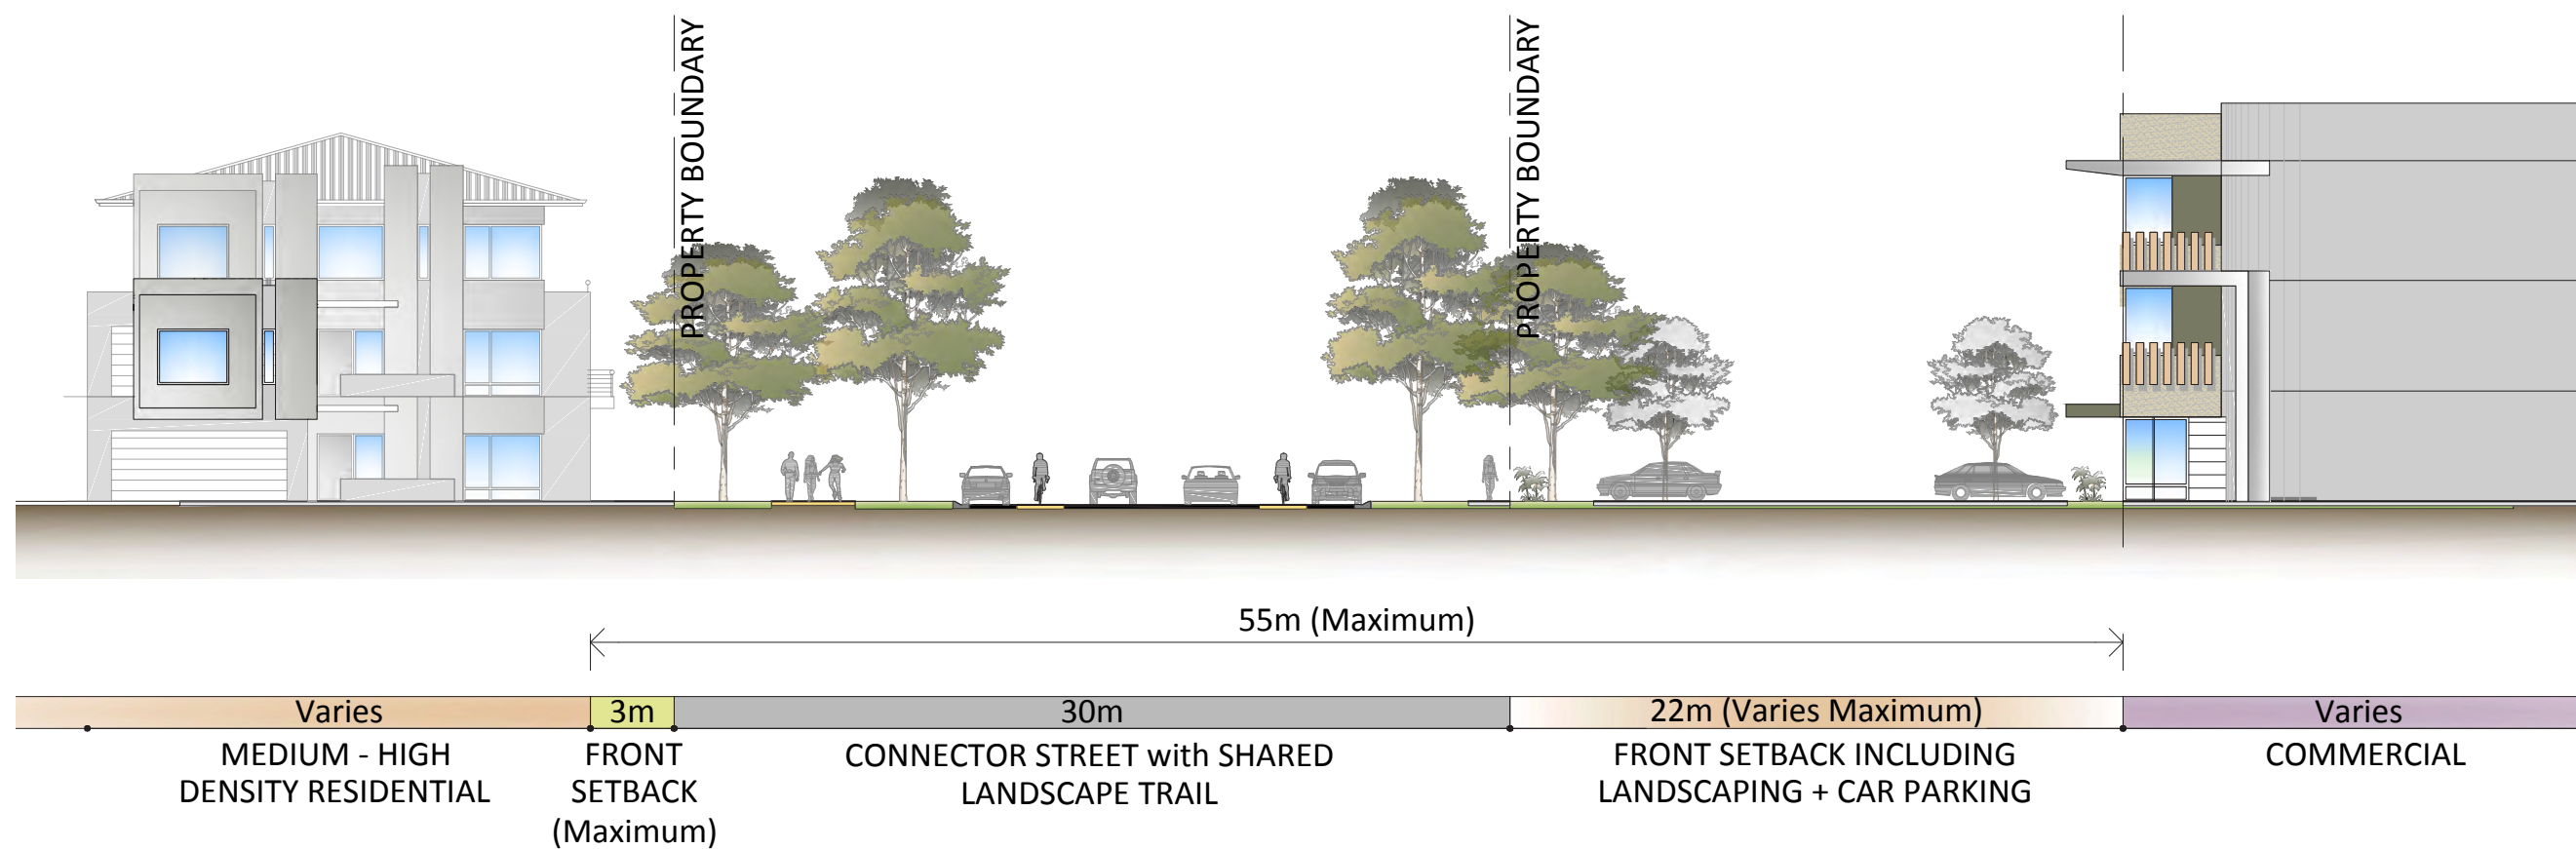 PROPERTY BOUNDARY
PROPERTY BOUNDARY
55m (Maximum)
Varies
MEDIUM - HIGH
DENSITY RESIDENTIAL
3m
FRONT
SETBACK
(Maximum)
30m
CONNECTOR STREET with SHARED
LANDSCAPE TRAIL
22m (Varies Maximum)
FRONT SETBACK INCLUDING
LANDSCAPING + CAR PARKING
Varies
COMMERCIAL